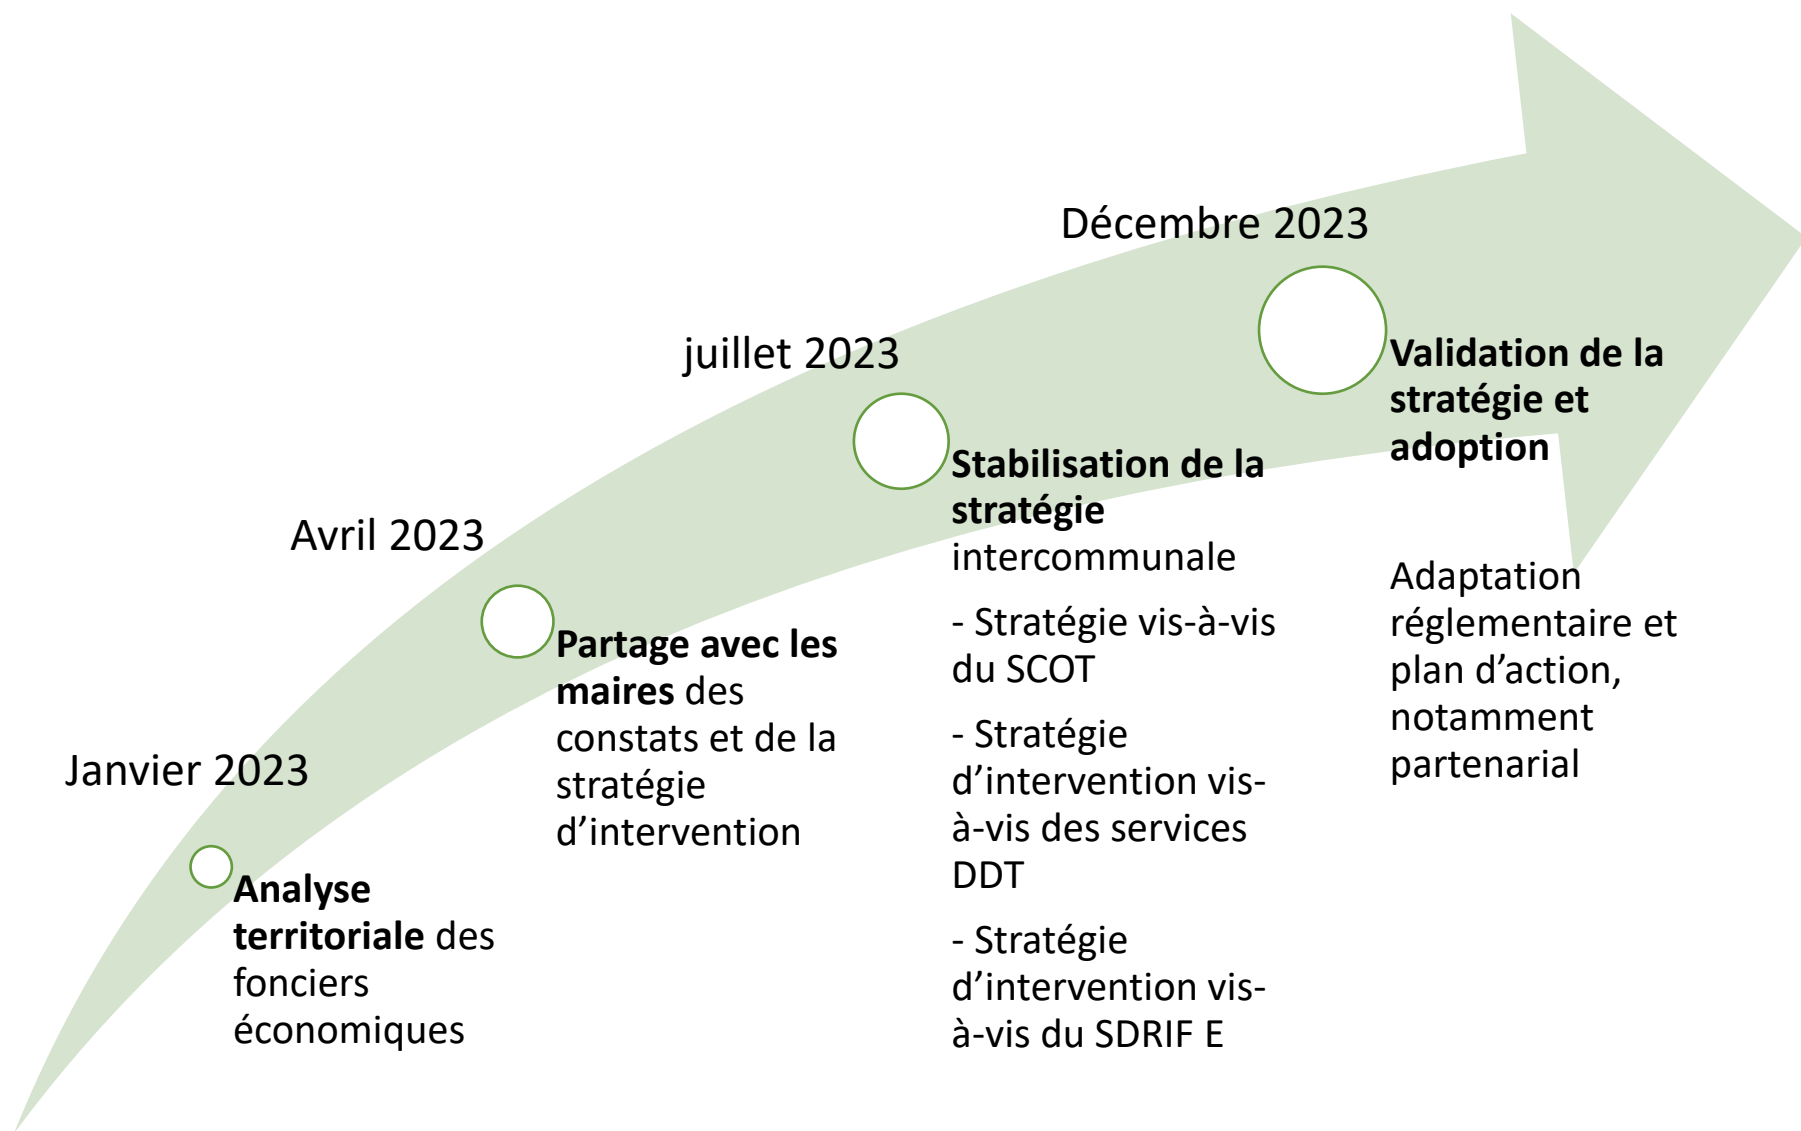 Janvier 2023
Analyse
territoriale des
fonciers
économiques
Avril 2023
Partage avec les
maires des
constats et de la
stratégie
d’intervention
juillet 2023
Stabilisation de la
stratégie
intercommunale
- Stratégie vis-à-vis
du SCOT
- Stratégie
d’intervention vis-
à-vis des services
DDT
- Stratégie
d’intervention vis-
à-vis du SDRIF E
Décembre 2023
Validation de la
stratégie et
adoption
Adaptation
réglementaire et
plan d’action,
notamment
partenarial